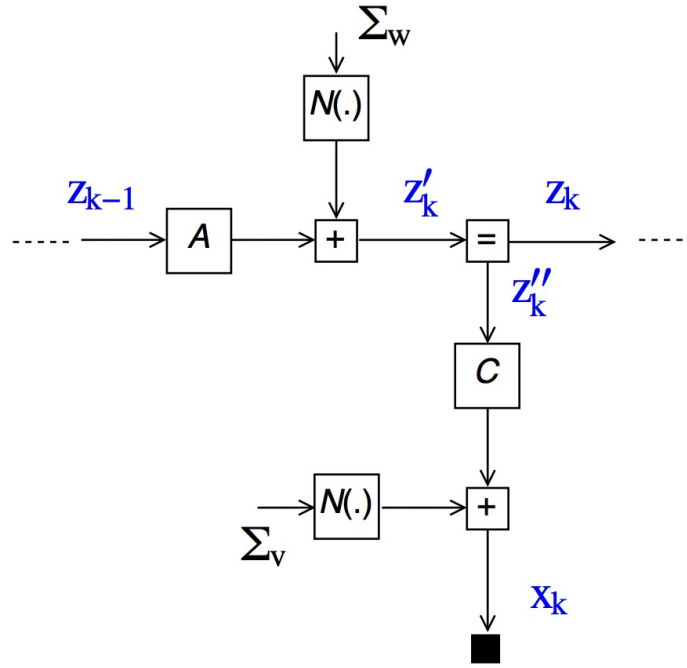 Σw
N(.)
zk−1 A + z′k = zk
z′′k
C
N(.) +
Σv
xk